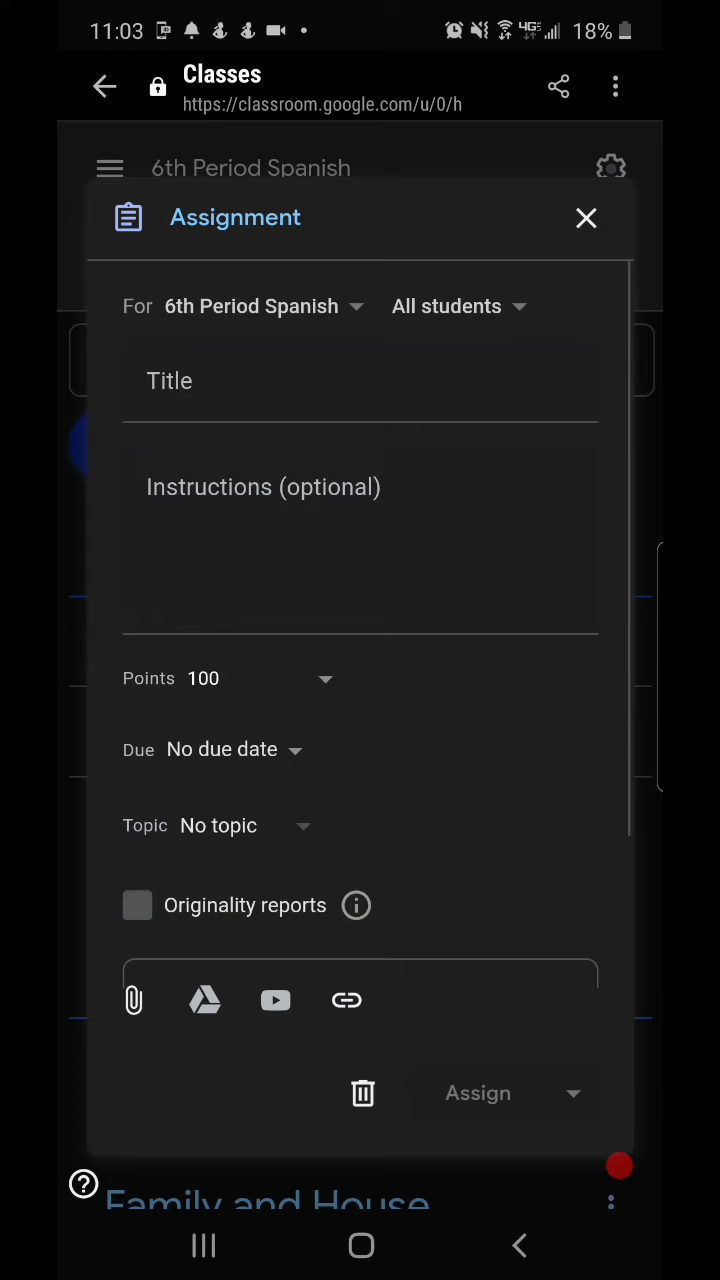 11:03 4G 18%
Classes
https://classroom.google.com/u/0/h
6th Period Spanish
Assignment
For 6th Period Spanish All students
Title
Instructions (optional)
Points 100
Due No due date
Topic No topic
Originality reports
Assign
Family and House